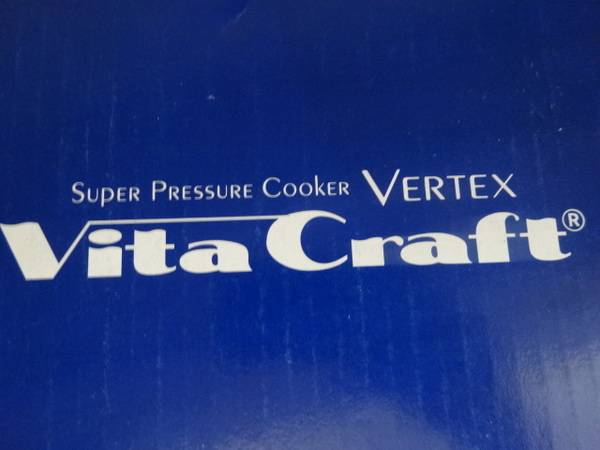 Super Pressure Cooker VERTEX
Vita Craft®